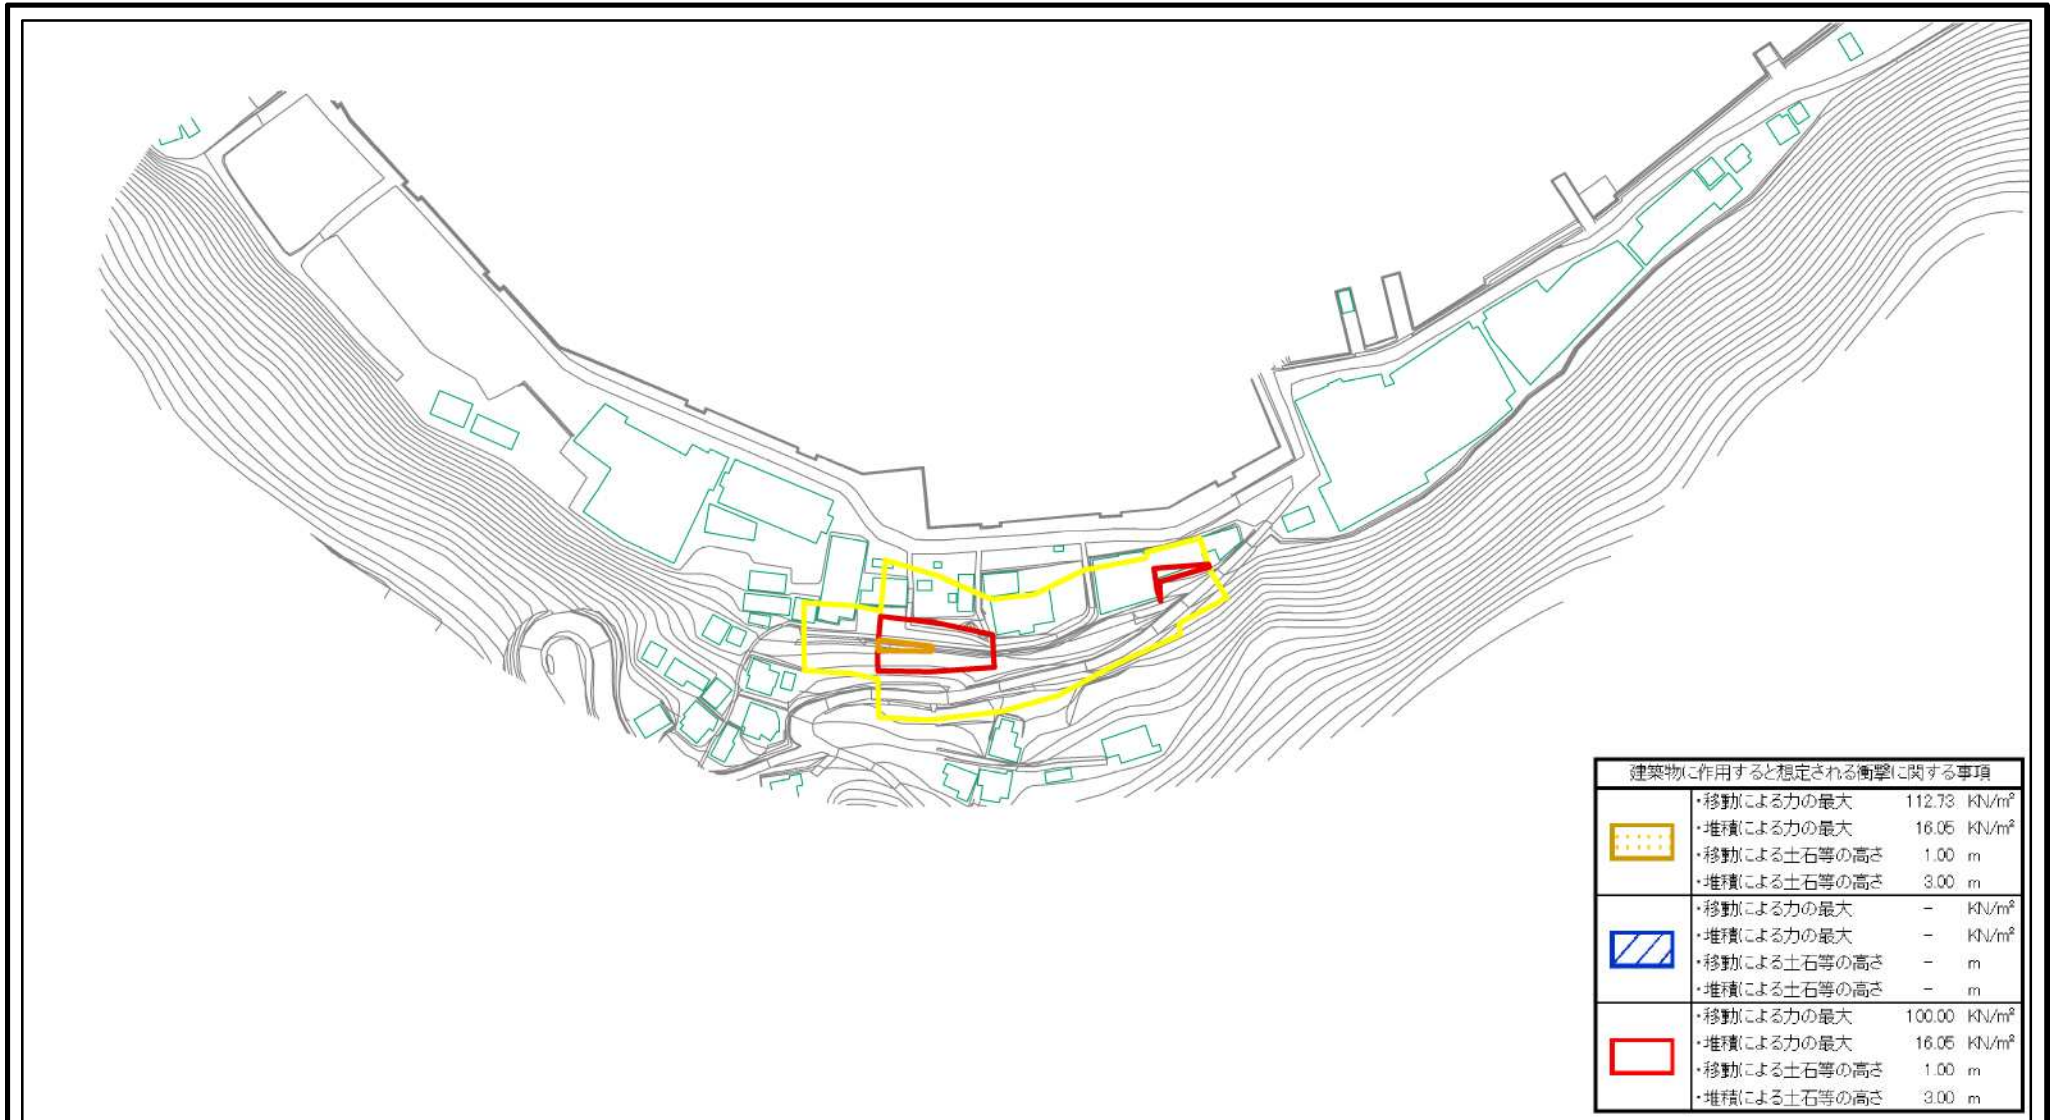 建築物に作用すると想定される衝撃に関する事項
・移動による力の最大 112.73 KN/m²
・堆積による力の最大 16.05 KN/m²
・移動による土石等の高さ 1.00 m
・堆積による土石等の高さ 3.00 m
・移動による力の最大 - KN/m²
・堆積による力の最大 - KN/m²
・移動による土石等の高さ - m
・堆積による土石等の高さ - m
・移動による力の最大 100.00 KN/m²
・堆積による力の最大 16.05 KN/m²
・移動による土石等の高さ 1.00 m
・堆積による土石等の高さ 3.00 m